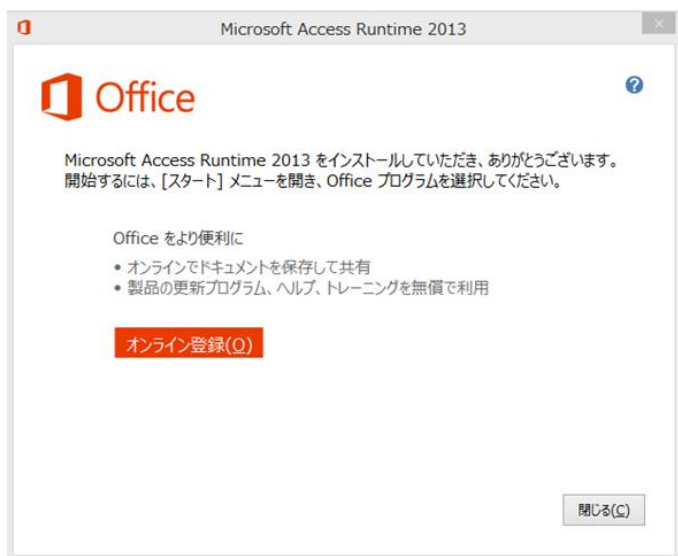 Microsoft Access Runtime 2013
Office
Microsoft Access Runtime 2013 をインストールしていただき、ありがとうございます。
開始するには、[スタート] メニューを開き、Office プログラムを選択してください。
Office をより便利に
• オンラインでドキュメントを保存して共有
• 製品の更新プログラム、ヘルプ、トレーニングを無償で利用
オンライン登録(O)
閉じる(C)